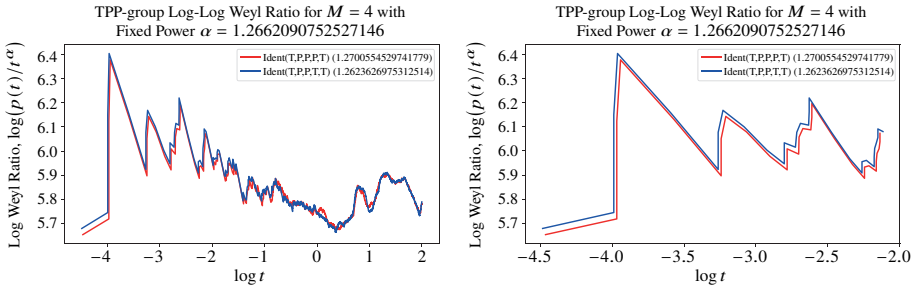 TPP-group Log-Log Weyl Ratio for M = 4 with
Fixed Power α = 1.2662090752527146
Log Weyl Ratio, log(p(t)/t^α)
6.4
6.3
6.2
6.1
6.0
5.9
5.8
5.7
Ident(T,P,P,P,T) (1.2700554529741779)
Ident(P,P,T,P,T) (1.2623626975312514)
−4
−3
−2
−1
0
1
2
log t
TPP-group Log-Log Weyl Ratio for M = 4 with
Fixed Power α = 1.2662090752527146
Log Weyl Ratio, log(p(t)/t^α)
6.4
6.3
6.2
6.1
6.0
5.9
5.8
5.7
Ident(T,P,P,P,T) (1.2700554529741779)
Ident(P,P,T,P,T) (1.2623626975312514)
−4.5
−4.0
−3.5
−3.0
−2.5
−2.0
log t